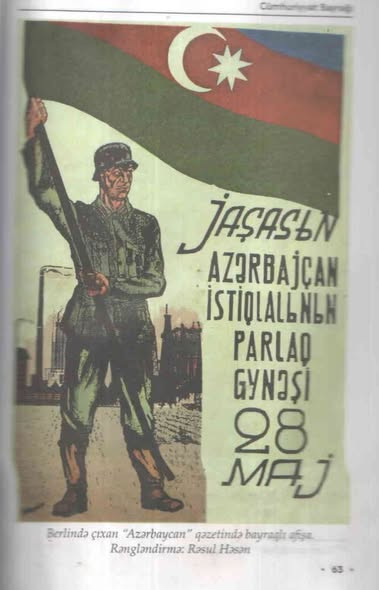 Cümhuriyyət Bayrağı
JAŞASЬN
AZƏRBAJÇAN
İSTİQLALЬNЬN
PARLAQ
GYNƏŞİ
28
MAJ
Berlində çıxan "Azərbaycan" qəzetində bayraqlı afişa.
Rəngləndirmə: Rəsul Həsən
• 63 •